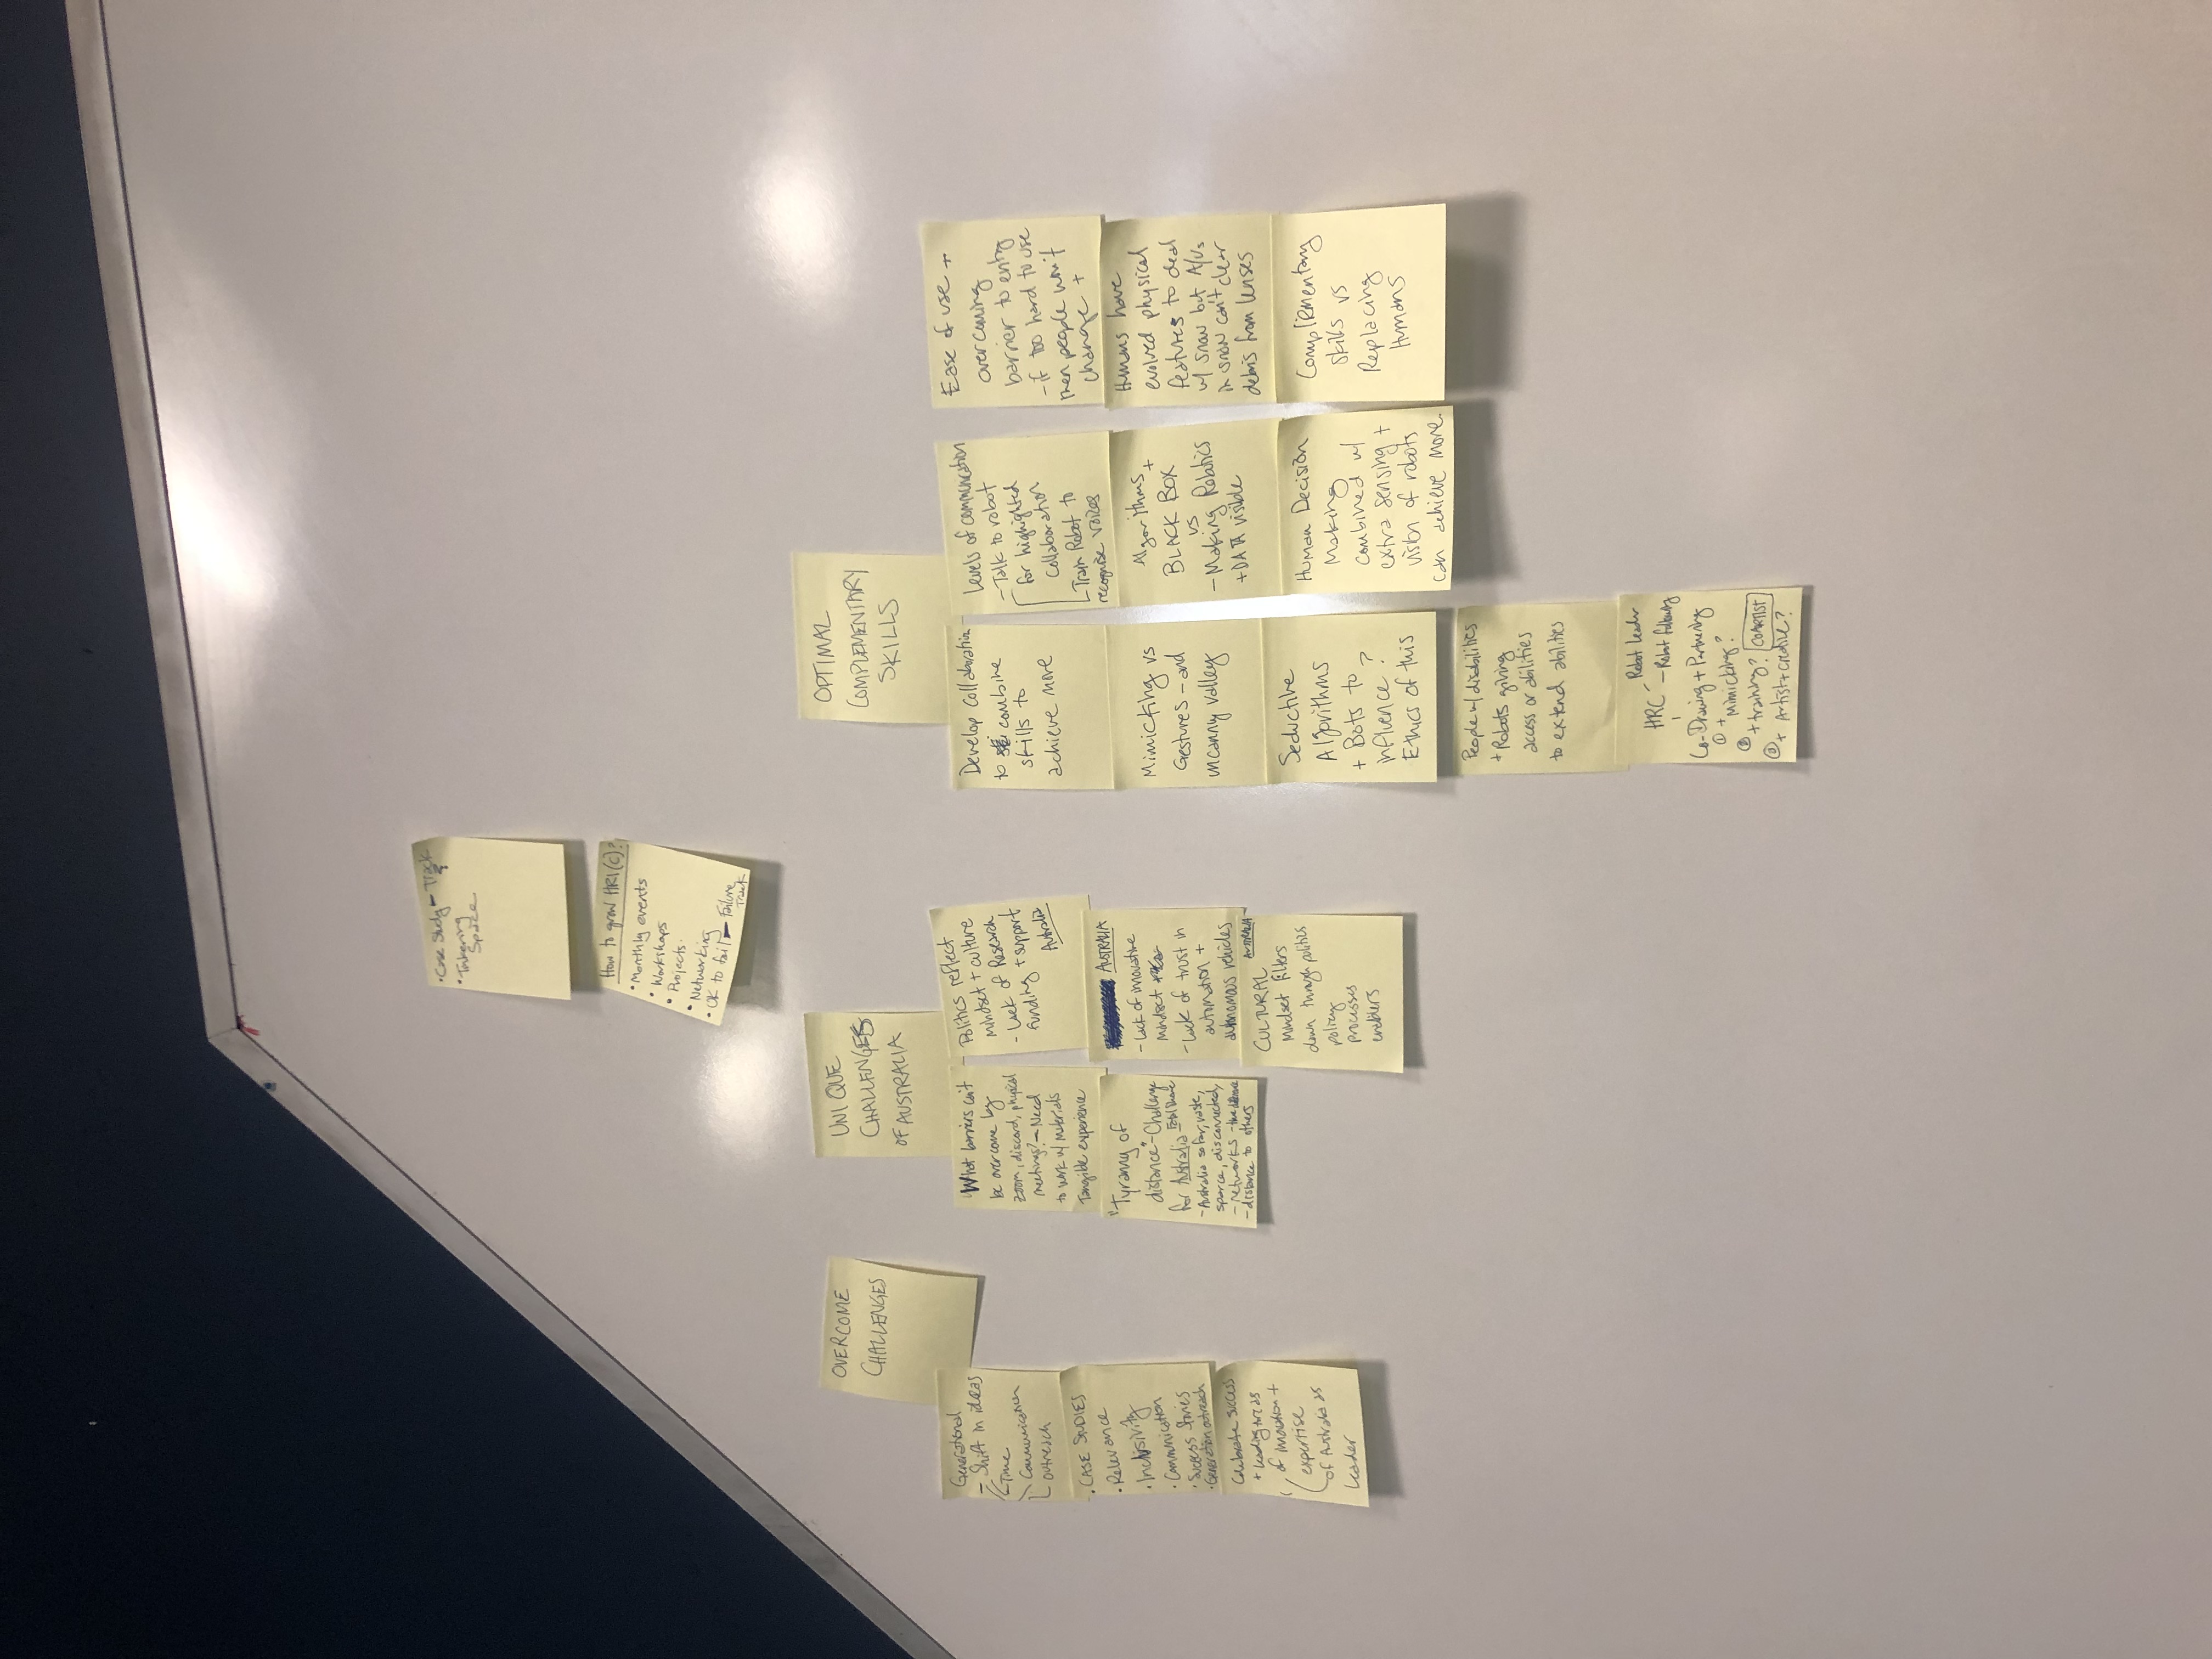 • Case Study – Track
?
• Tinkering
Space
How to grow HRI(C)?
• Monthly events
• Workshops
• Projects.
• Networking
• OK to fail – Failure
Track
OVERCOME
CHALLENGES
Generational
– Shift in ideas
– Time
Communication
outreach
• CASE STUDIES
• Relevance
• Inclusivity
• Communication
• Success Stories
• Generation outreach
Celebrate success
+ leading areas
of innovation +
expertise
of Australia as
leader
UNIQUE
CHALLENGES
OF AUSTRALIA
What barriers can't
be overcome by
zoom, discord, physical
meetings? – Need
to work w/ materials
Tangible experience
"Tyranny of
distance" – Challenge
for Australia
– Australia so far, vaste,
sparce, disconnected,
– networks – the
– distance to others
Politics reflect
mindset + culture
– Lack of Research
funding + support
Autralia
AUSTRALIA
– Lack of innovative
mindset
– Lack of trust in
automation +
autonomous vehicles
AUSTRALIA
CULTURAL
mindset filters
down through politics
policy
processes
enablers
OPTIMAL
COMPLEMENTARY
SKILLS
Develop collaboration
to combine
skills to
achieve more
Mimicking vs
Gestures – and
uncanny valley
Seductive
Algorithms
+ Bots to
influence ?
Ethics of this
People w/ disabilities
+ Robots giving
access or abilities
to extend abilities
HRC – Robot leader
– Robot following
Co-Drawing + Partnering
① + Mimicking?
② + training? COARTIST
③ + Artist + creative?
Levels of communication
– Talk to robot
for highlighted
Collaboration
– Train Robot to
recognise voices
Algorithms +
BLACK BOX
vs
– Making Robotics
+ DATA visible
Human Decision
Making
combined w/
extra sensing +
vision of robots
can achieve more.
Ease of use +
overcoming
barrier to entry
– if too hard to use
then people won't
change +
Humans have
evolved physical
features to deal
w/ snow but A/Vs
in snow can't clear
debris from lenses
Complimentary
skills vs
Replacing
Humans